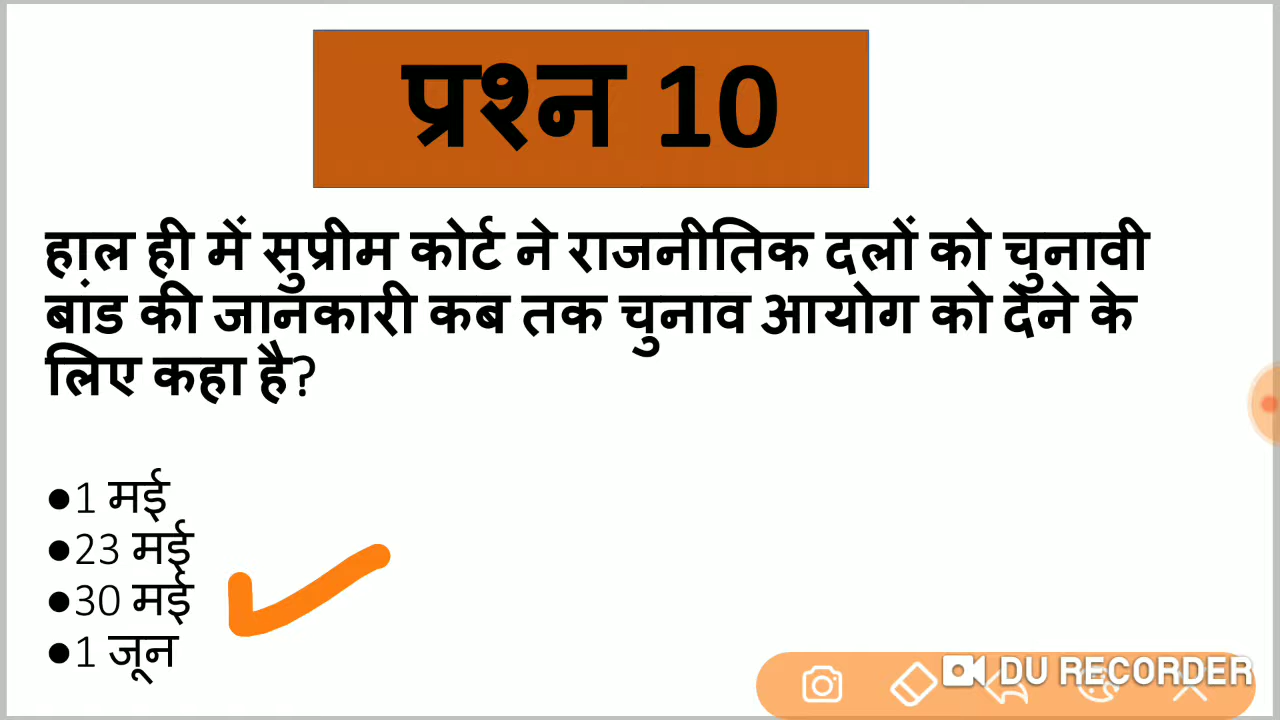 प्रश्न 10
हाल ही में सुप्रीम कोर्ट ने राजनीतिक दलों को चुनावी
बांड की जानकारी कब तक चुनाव आयोग को देने के
लिए कहा है?
●1 मई
●23 मई
●30 मई
●1 जून
DU RECORDER